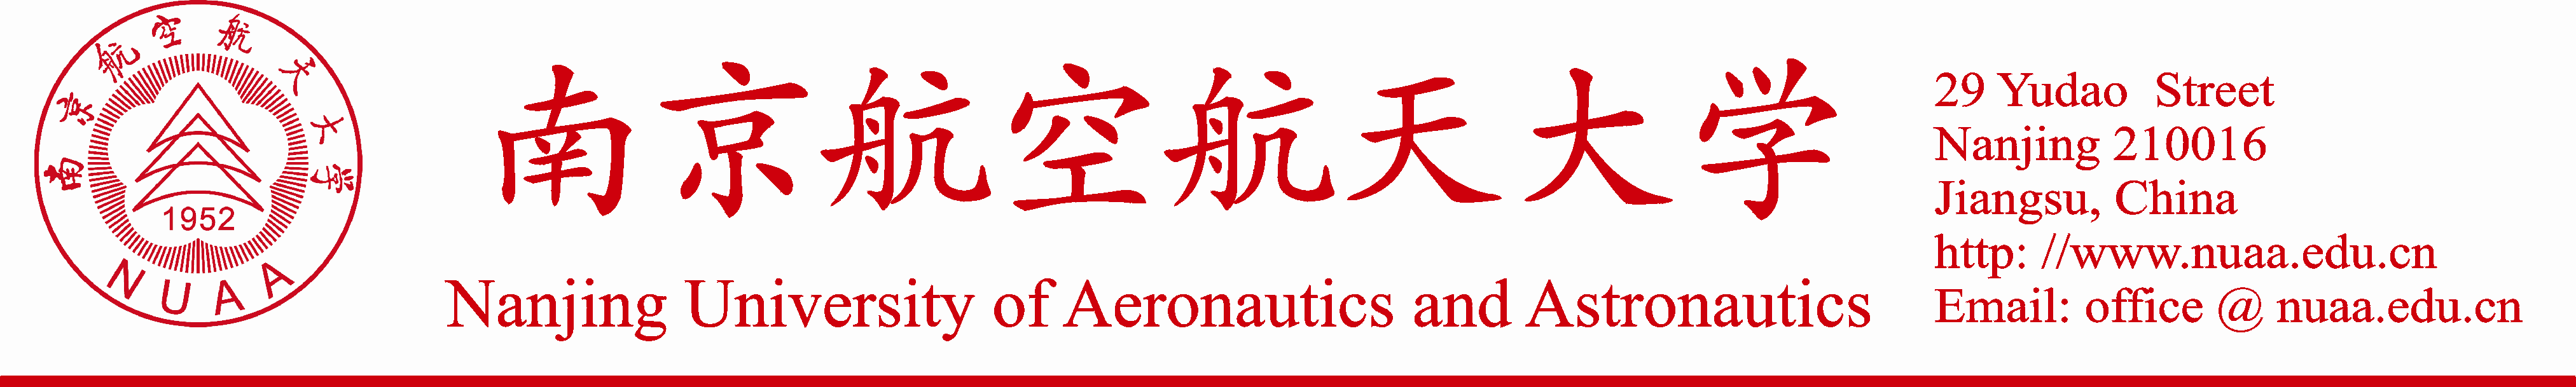 南京航空航天大学
1952
NUAA
南京航空航天大学
Nanjing University of Aeronautics and Astronautics
29 Yudao Street
Nanjing 210016
Jiangsu, China
http: //www.nuaa.edu.cn
Email: office @ nuaa.edu.cn